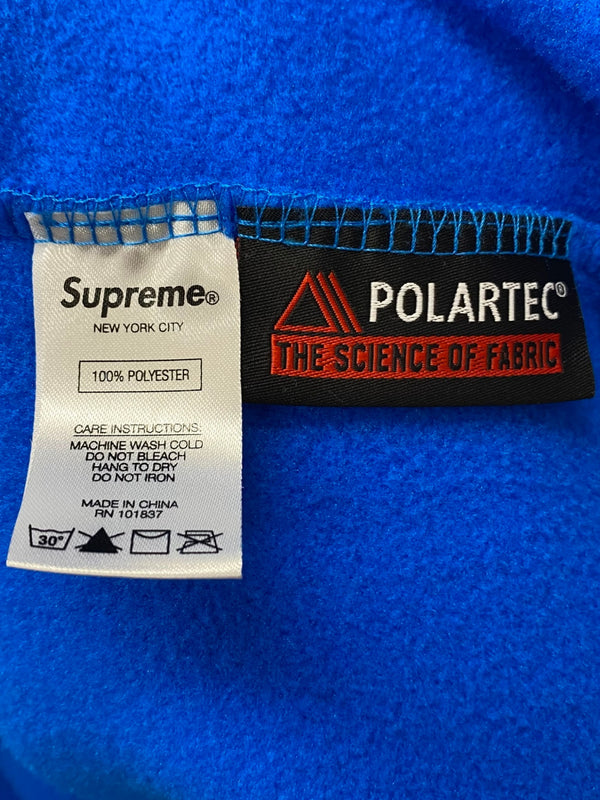 Supreme®
NEW YORK CITY
100% POLYESTER
CARE INSTRUCTIONS:
MACHINE WASH COLD
DO NOT BLEACH
HANG TO DRY
DO NOT IRON
MADE IN CHINA
RN 101837
30°
POLARTEC®
THE SCIENCE OF FABRIC